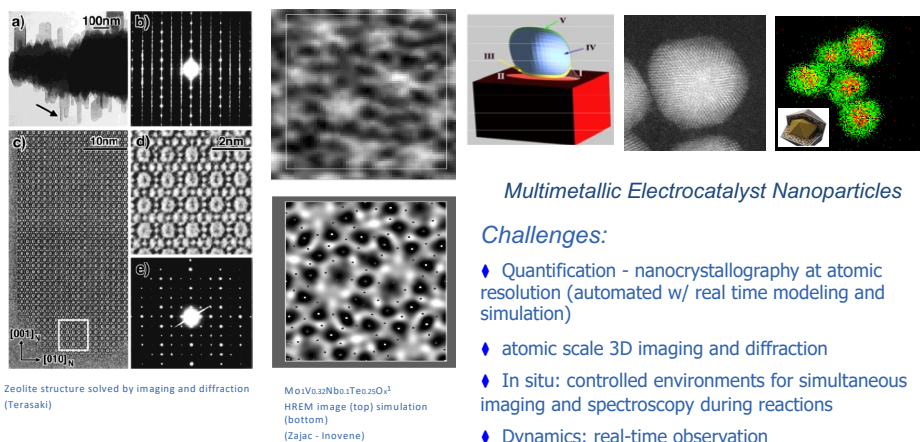 a)
100nm
b)
c)
10nm
d)
2nm
e)
[001]N
[010]N
Zeolite structure solved by imaging and diffraction
(Terasaki)
Mo1V0.32Nb0.1Te0.25Ox¹
HREM image (top) simulation
(bottom)
(Zajac - Inovene)
V
IV
III
II
I
Multimetallic Electrocatalyst Nanoparticles
Challenges:
♦ Quantification - nanocrystallography at atomic
resolution (automated w/ real time modeling and
simulation)
♦ atomic scale 3D imaging and diffraction
♦ In situ: controlled environments for simultaneous
imaging and spectroscopy during reactions
♦ Dynamics: real-time observation